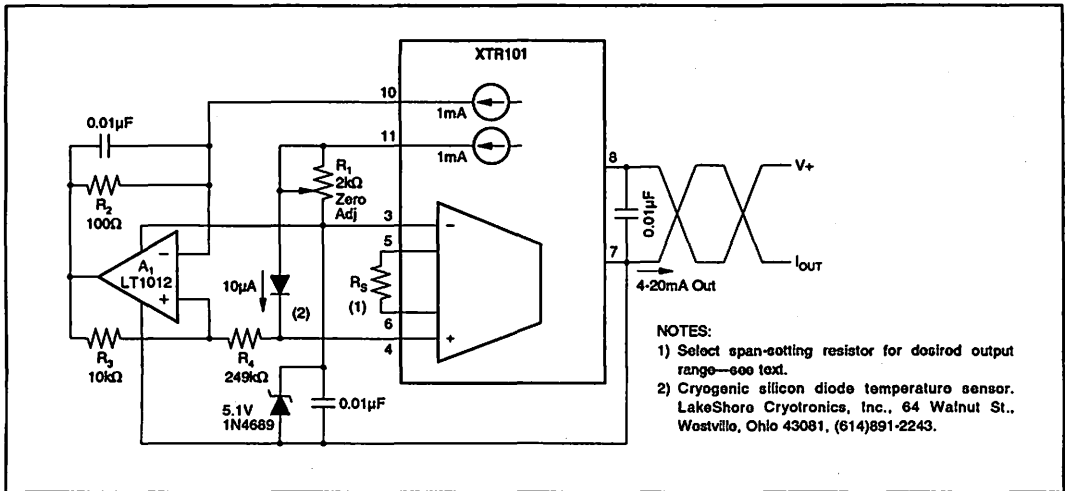 XTR101
10
1mA
0.01µF
11
1mA
R1
2kΩ
Zero
Adj
8
V+
R2
100Ω
3
−
0.01µF
5
A1
LT1012
−
+
10µA
(2)
RS
(1)
7
IOUT
4-20mA Out
6
+
4
R3
10kΩ
R4
249kΩ
5.1V
1N4689
0.01µF
NOTES:
1) Select span-setting resistor for desired output
range—see text.
2) Cryogenic silicon diode temperature sensor.
LakeShore Cryotronics, Inc., 64 Walnut St.,
Westville, Ohio 43081, (614)891-2243.